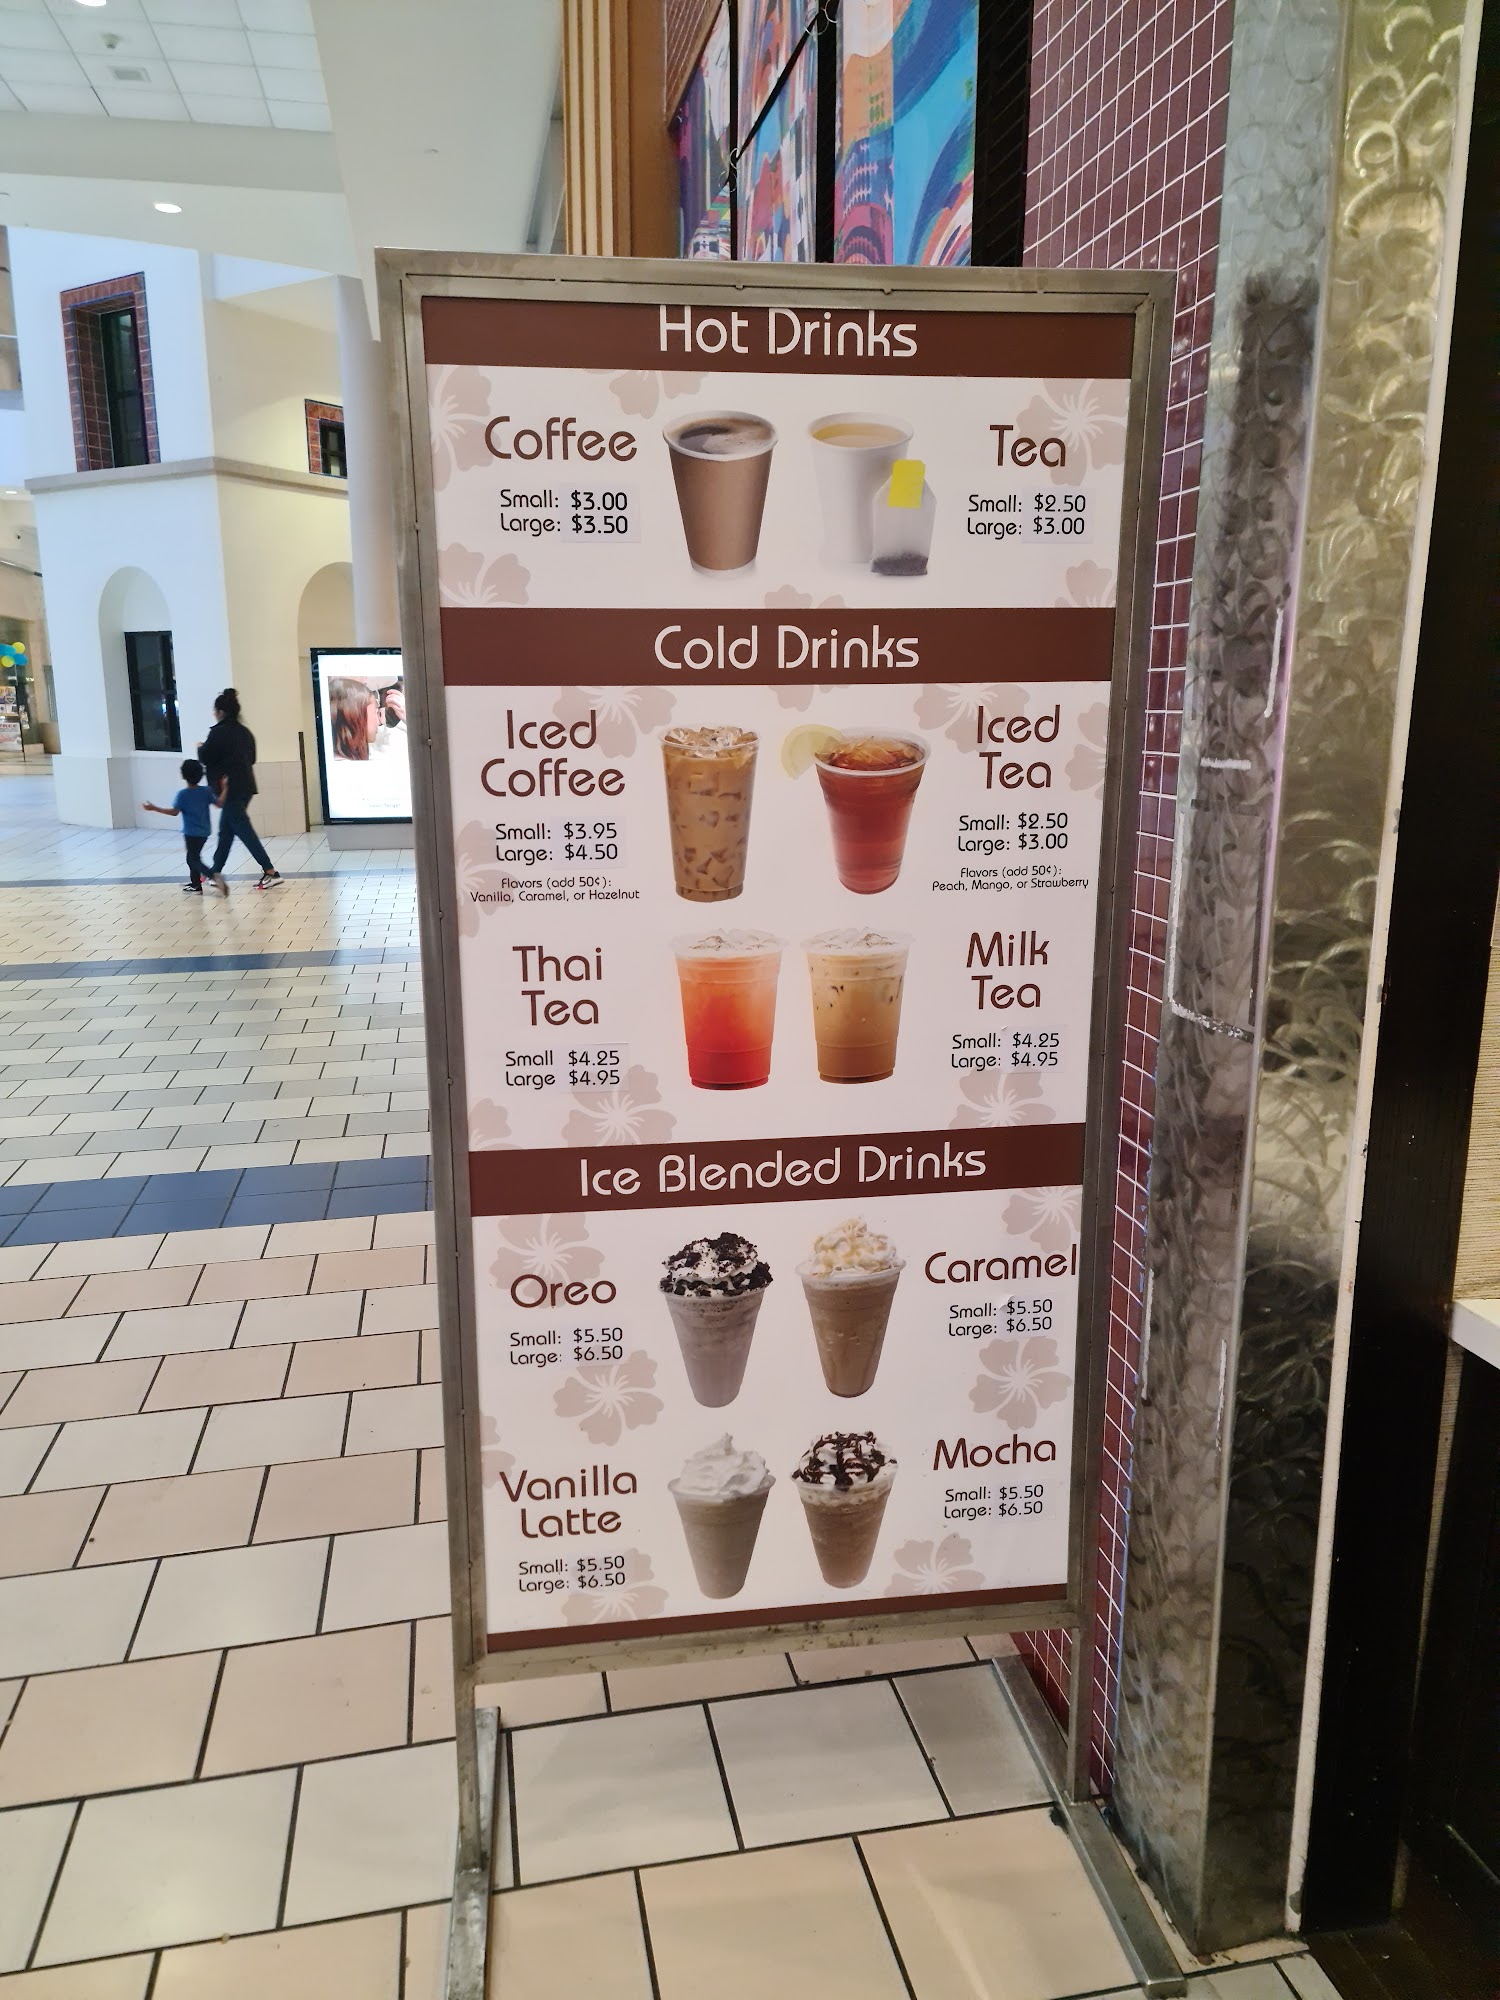 Hot Drinks
Coffee
Small: $3.00
Large: $3.50
Tea
Small: $2.50
Large: $3.00
Cold Drinks
Iced
Coffee
Small: $3.95
Large: $4.50
Flavors (add 50¢):
Vanilla, Caramel, or Hazelnut
Iced
Tea
Small: $2.50
Large: $3.00
Flavors (add 50¢):
Peach, Mango, or Strawberry
Thai
Tea
Small $4.25
Large $4.95
Milk
Tea
Small: $4.25
Large: $4.95
Ice Blended Drinks
Oreo
Small: $5.50
Large: $6.50
Caramel
Small: $5.50
Large: $6.50
Vanilla
Latte
Small: $5.50
Large: $6.50
Mocha
Small: $5.50
Large: $6.50